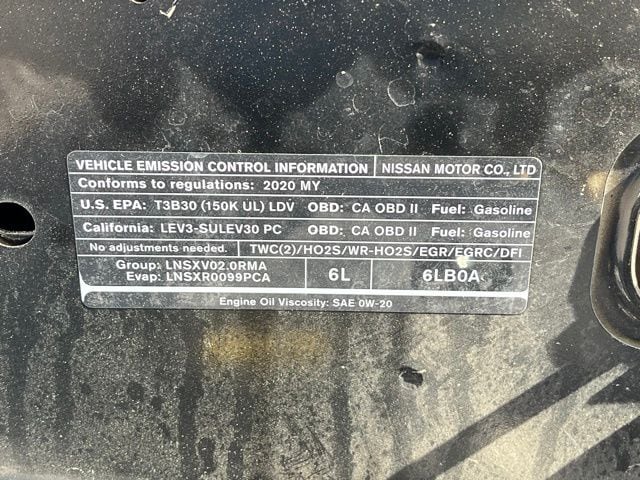 VEHICLE EMISSION CONTROL INFORMATION NISSAN MOTOR CO., LTD
Conforms to regulations: 2020 MY
U.S. EPA: T3B30 (150K UL) LDV OBD: CA OBD II Fuel: Gasoline
California: LEV3-SULEV30 PC OBD: CA OBD II Fuel: Gasoline
No adjustments needed. TWC(2)/HO2S/WR-HO2S/EGR/EGRC/DFI
Group: LNSXV02.0RMA 6L 6LB0A
Evap: LNSXR0099PCA
Engine Oil Viscosity: SAE 0W-20